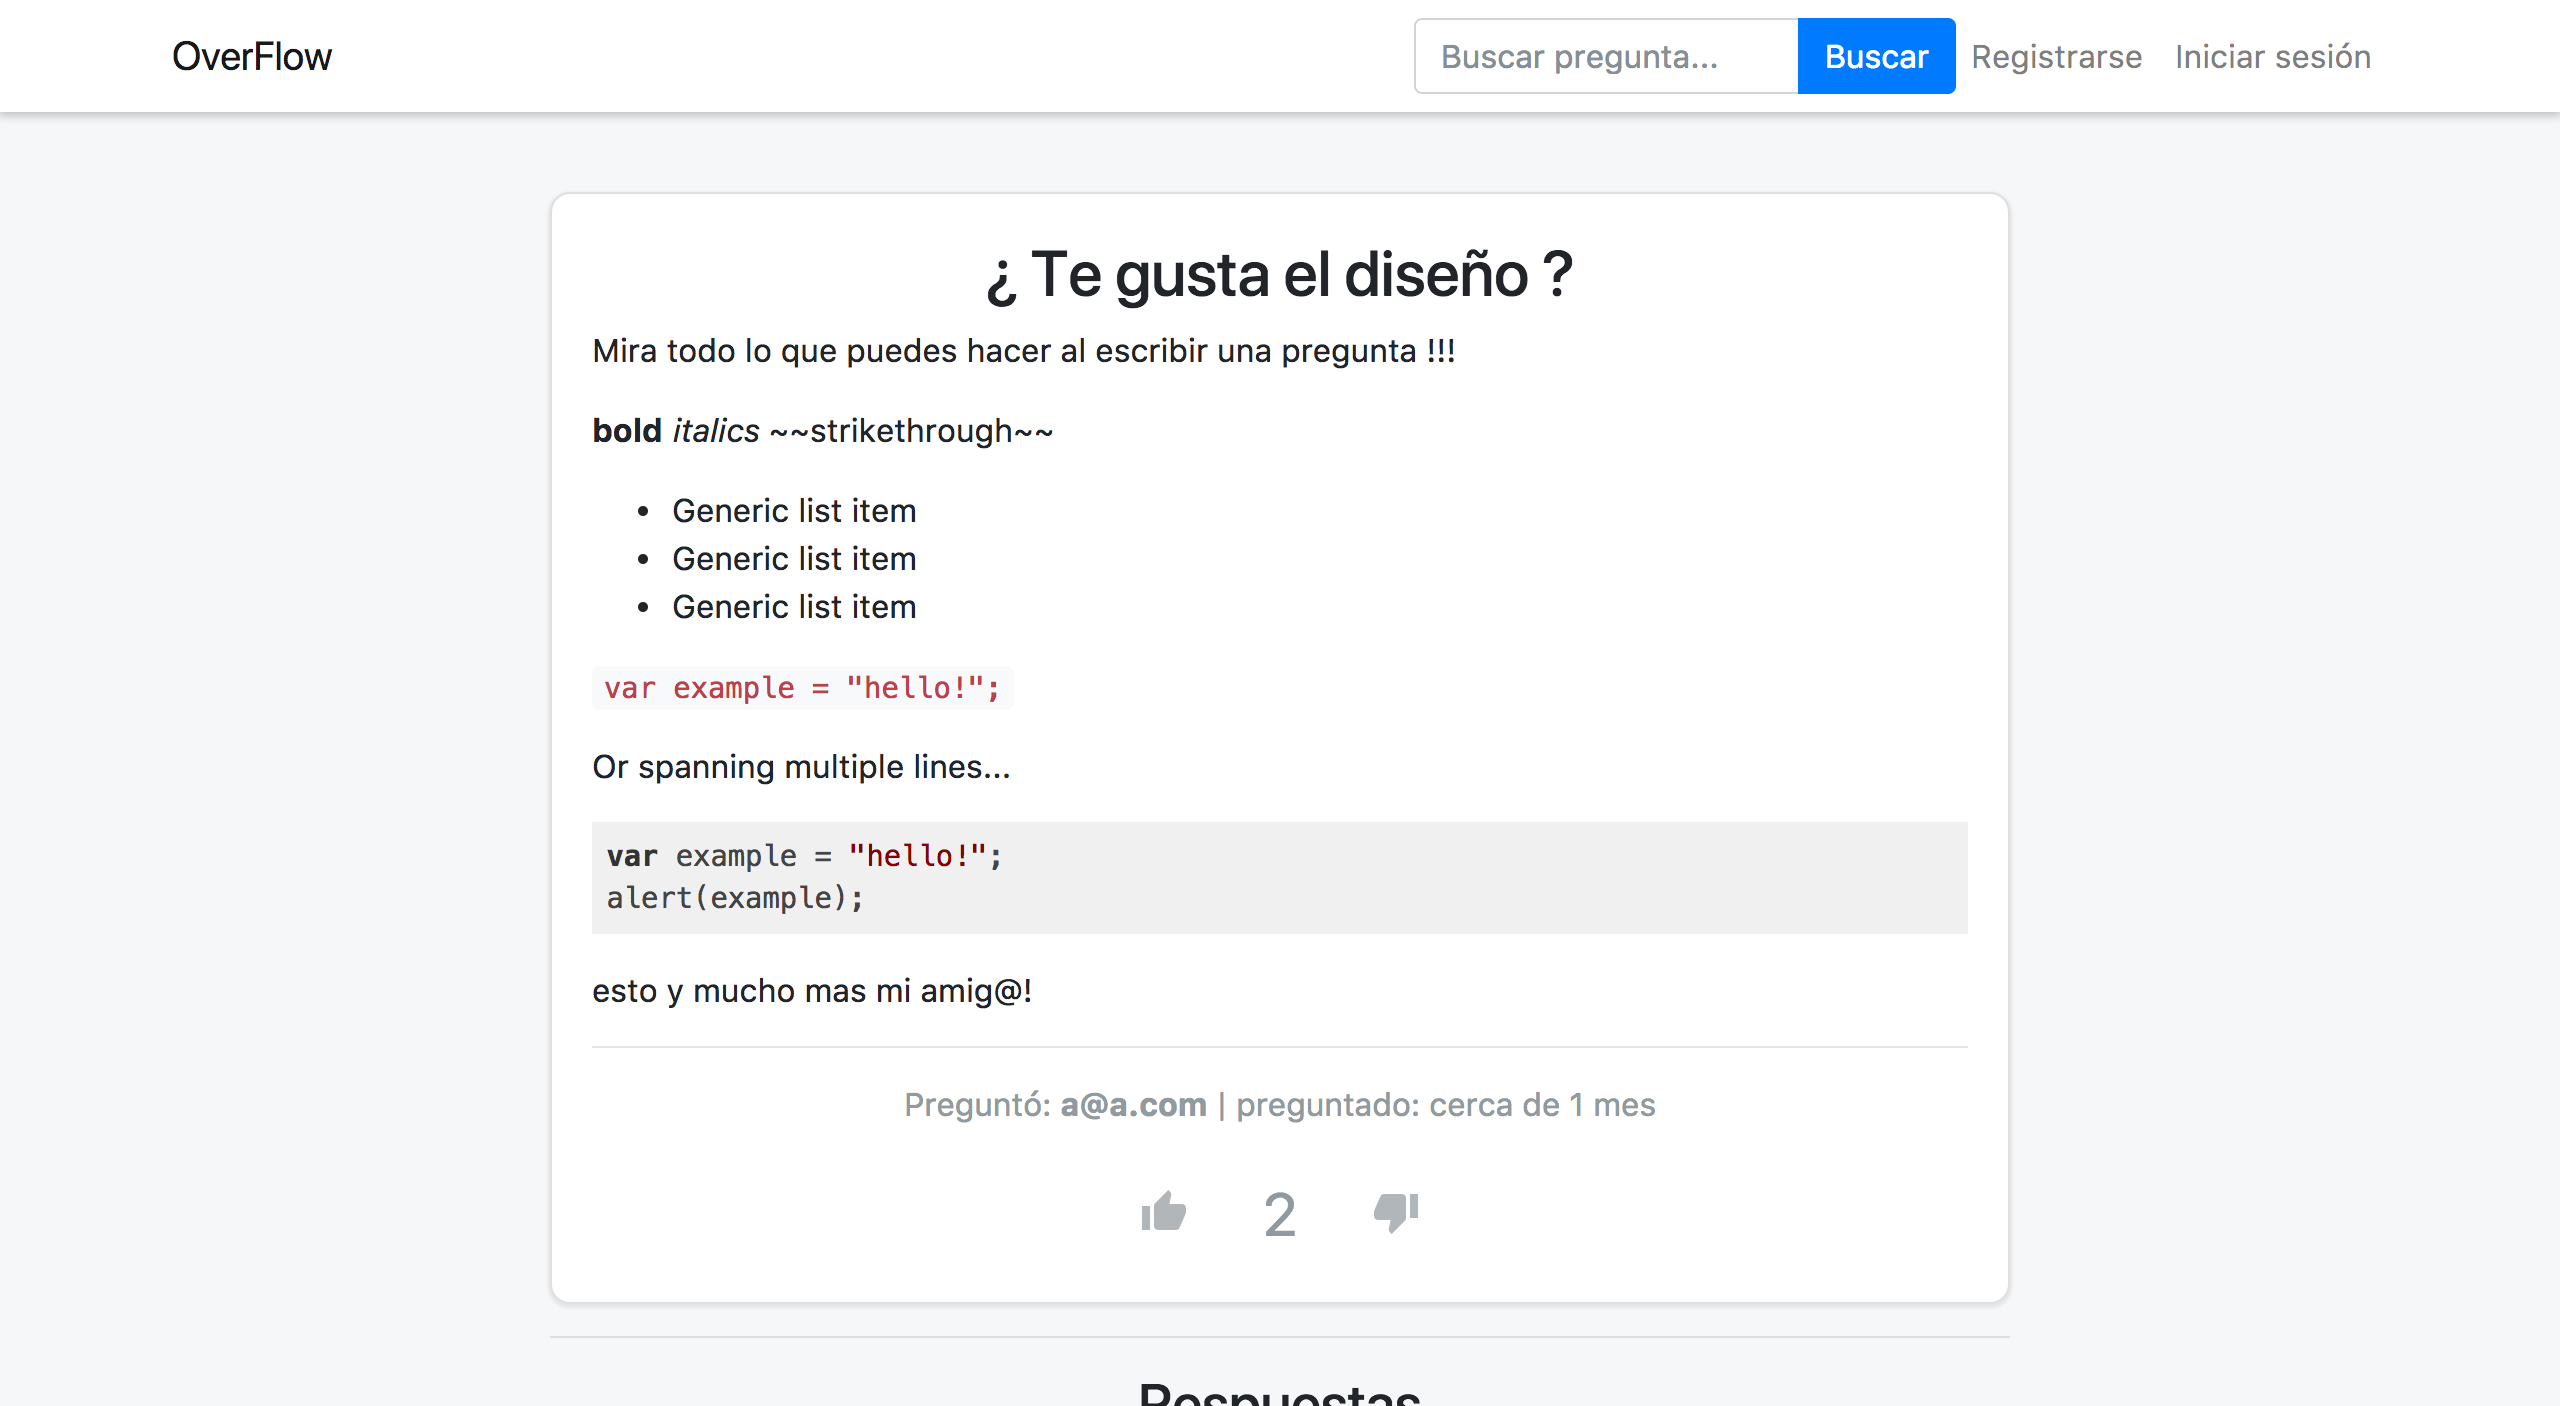 OverFlow
Buscar pregunta... Buscar Registrarse Iniciar sesión
¿ Te gusta el diseño ?
Mira todo lo que puedes hacer al escribir una pregunta !!!
bold italics ~~strikethrough~~
• Generic list item
• Generic list item
• Generic list item
var example = "hello!";
Or spanning multiple lines...
var example = "hello!";
alert(example);
esto y mucho mas mi amig@!
Preguntó: a@a.com | preguntado: cerca de 1 mes
2
Respuestas